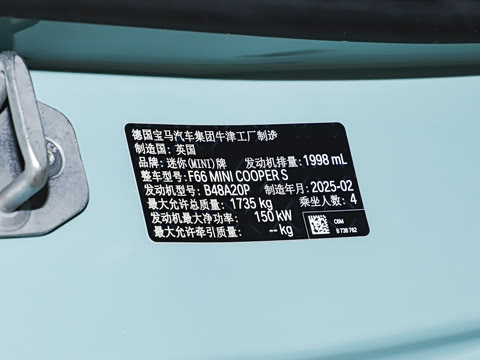 德国宝马汽车集团牛津工厂制造
制造国：英国
品牌：迷你(MINI)牌 发动机排量：1998 mL
整车型号：F66 MINI COOPER S
发动机型号：B48A20P 制造年月：2025-02
最大允许总质量：1735 kg 乘坐人数：4
发动机最大净功率：150 kW
最大允许牵引质量：-- kg
CBM
8 738 762